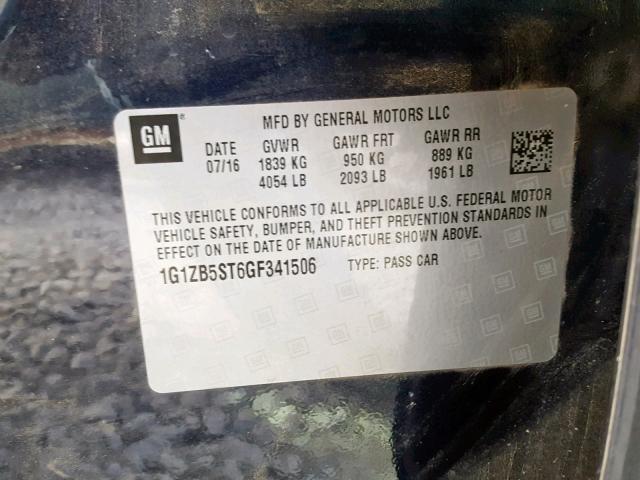 GM ®
MFD BY GENERAL MOTORS LLC
DATE GVWR GAWR FRT GAWR RR
07/16 1839 KG 950 KG 889 KG
4054 LB 2093 LB 1961 LB
THIS VEHICLE CONFORMS TO ALL APPLICABLE U.S. FEDERAL MOTOR
VEHICLE SAFETY, BUMPER, AND THEFT PREVENTION STANDARDS IN
EFFECT ON THE DATE OF MANUFACTURE SHOWN ABOVE.
1G1ZB5ST6GF341506 TYPE: PASS CAR